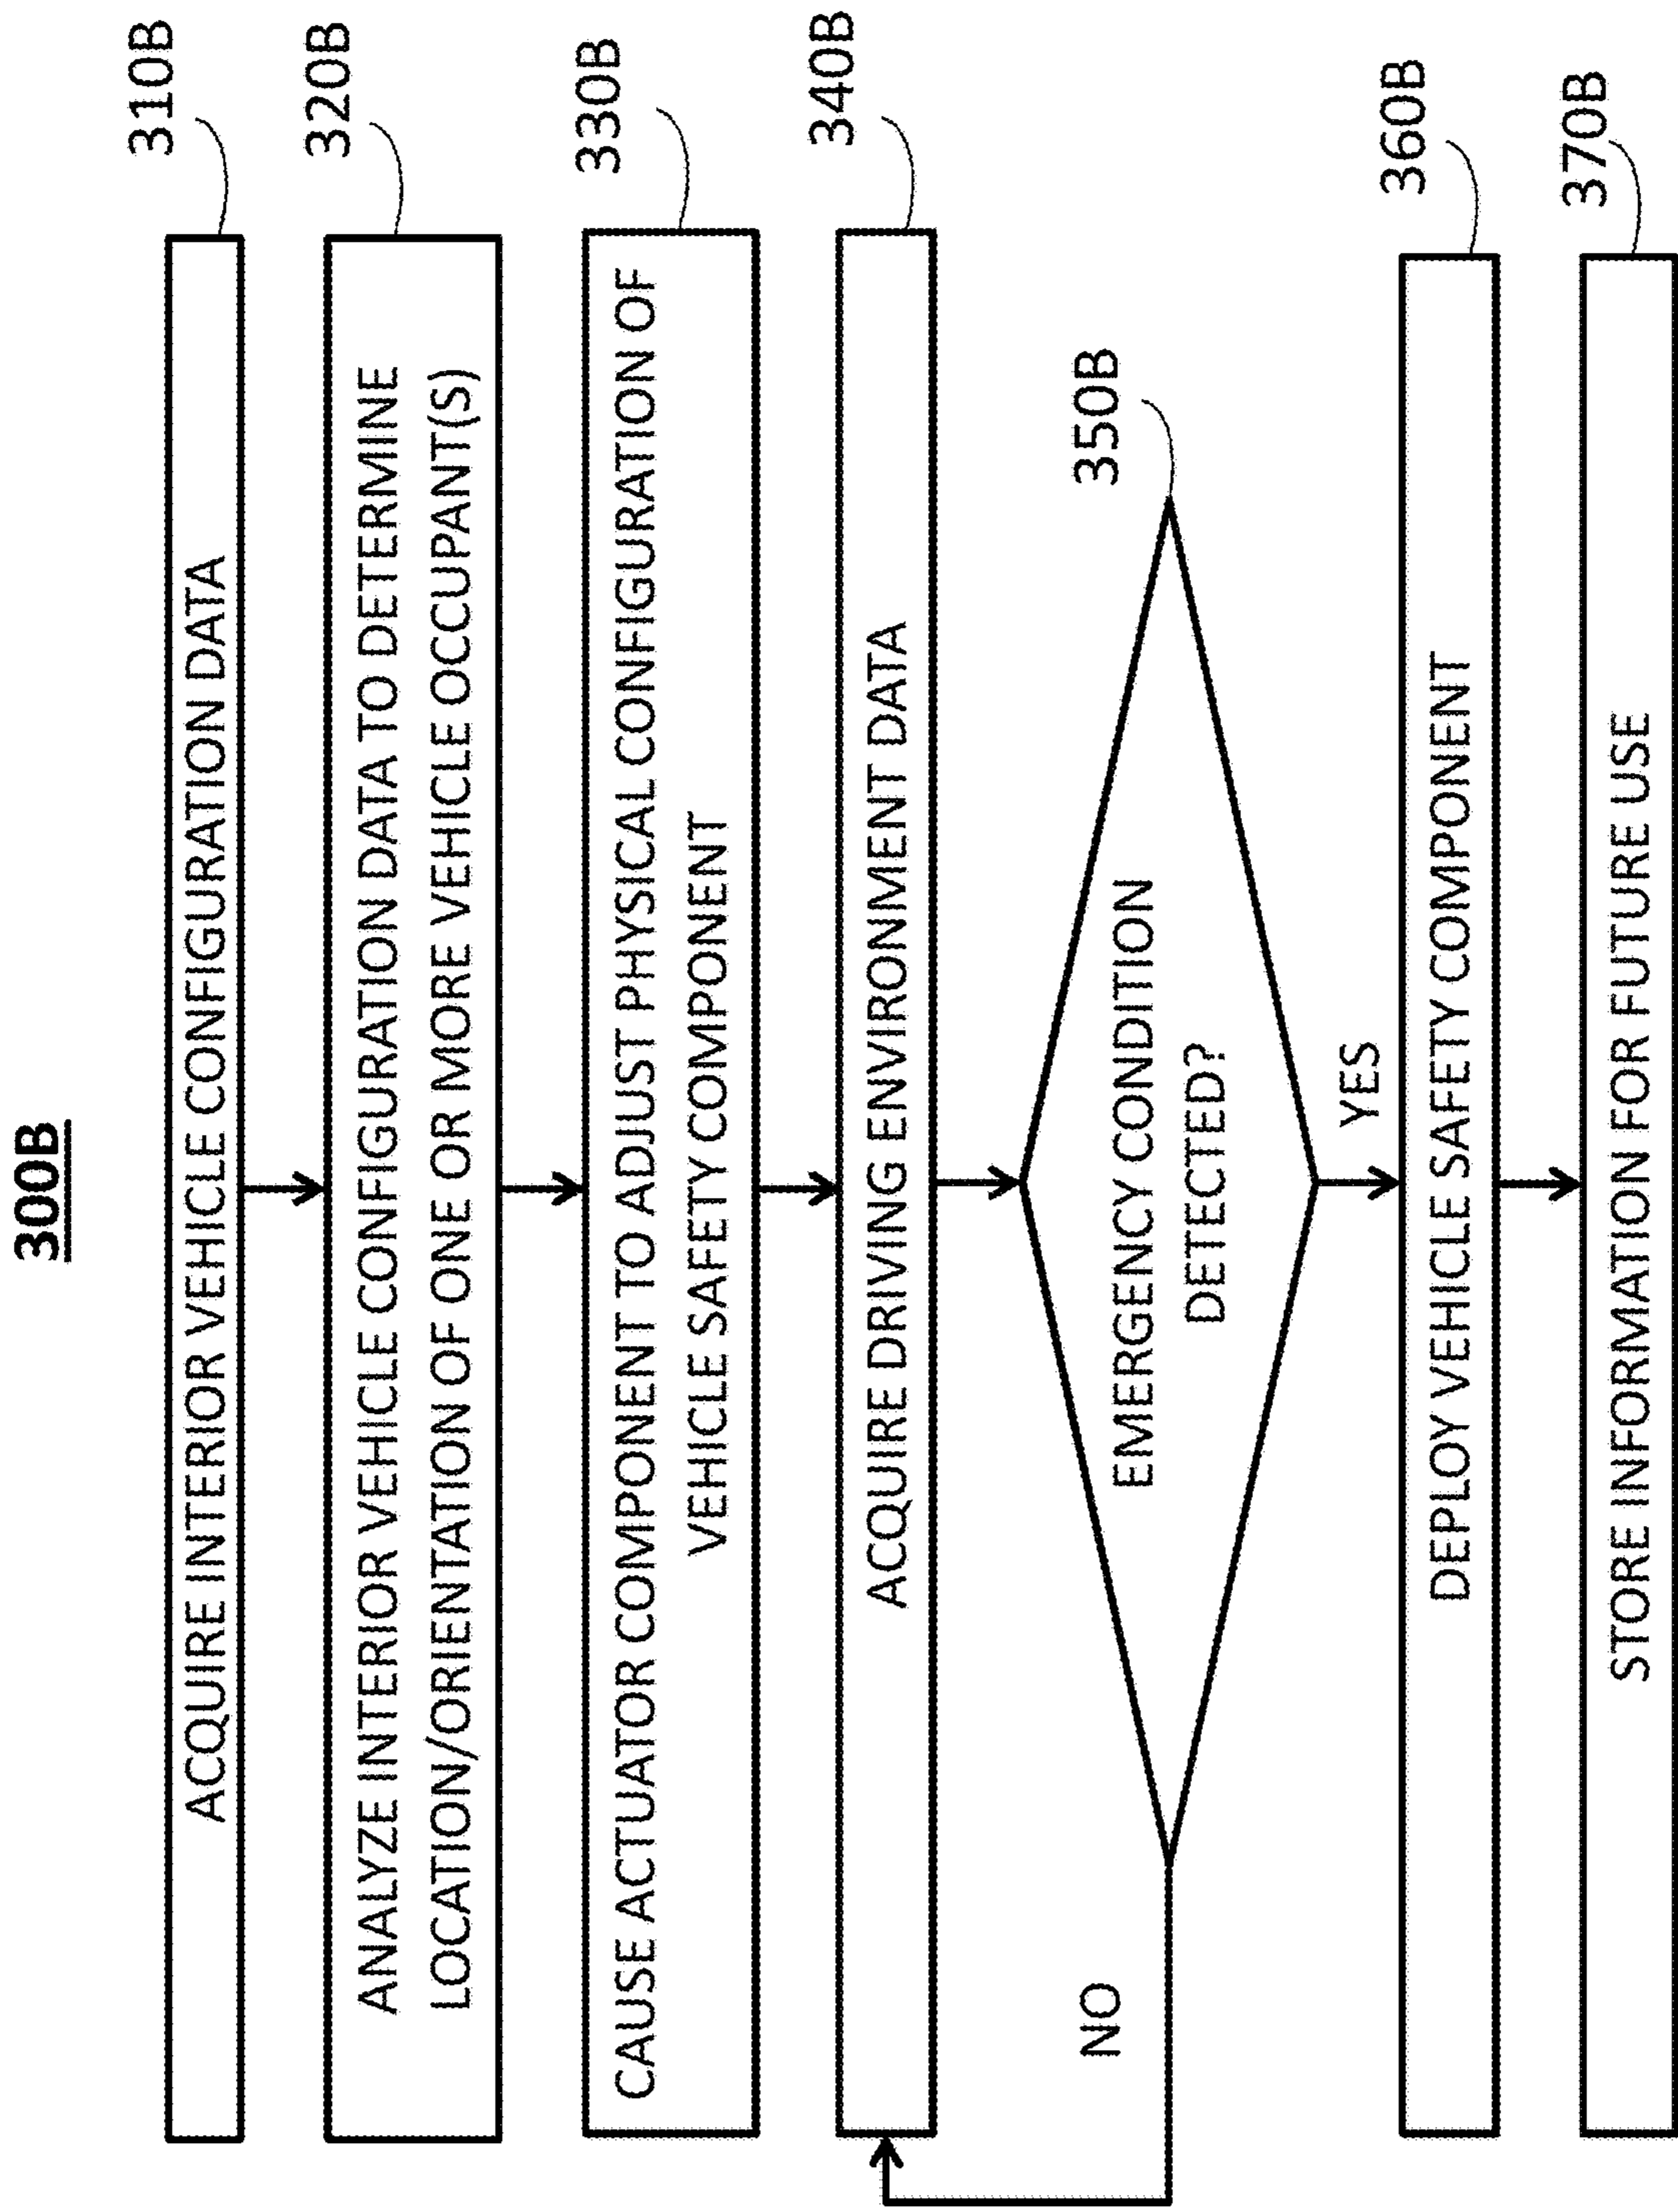 300B
310B
ACQUIRE INTERIOR VEHICLE CONFIGURATION DATA
320B
ANALYZE INTERIOR VEHICLE CONFIGURATION DATA TO DETERMINE
LOCATION/ORIENTATION OF ONE OR MORE VEHICLE OCCUPANT(S)
330B
CAUSE ACTUATOR COMPONENT TO ADJUST PHYSICAL CONFIGURATION OF
VEHICLE SAFETY COMPONENT
340B
ACQUIRE DRIVING ENVIRONMENT DATA
350B
EMERGENCY CONDITION
DETECTED?
NO
YES
360B
DEPLOY VEHICLE SAFETY COMPONENT
370B
STORE INFORMATION FOR FUTURE USE